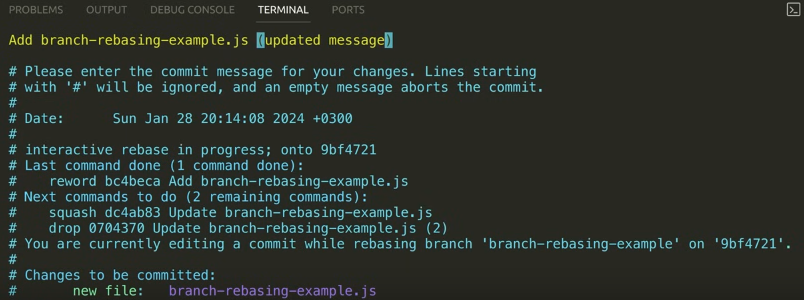 PROBLEMS OUTPUT DEBUG CONSOLE TERMINAL PORTS
Add branch-rebasing-example.js (updated message)
# Please enter the commit message for your changes. Lines starting
# with '#' will be ignored, and an empty message aborts the commit.
#
# Date:      Sun Jan 28 20:14:08 2024 +0300
#
# interactive rebase in progress; onto 9bf4721
# Last command done (1 command done):
#    reword bc4beca Add branch-rebasing-example.js
# Next commands to do (2 remaining commands):
#    squash dc4ab83 Update branch-rebasing-example.js
#    drop 0704370 Update branch-rebasing-example.js (2)
# You are currently editing a commit while rebasing branch 'branch-rebasing-example' on '9bf4721'.
#
# Changes to be committed:
#       new file:   branch-rebasing-example.js